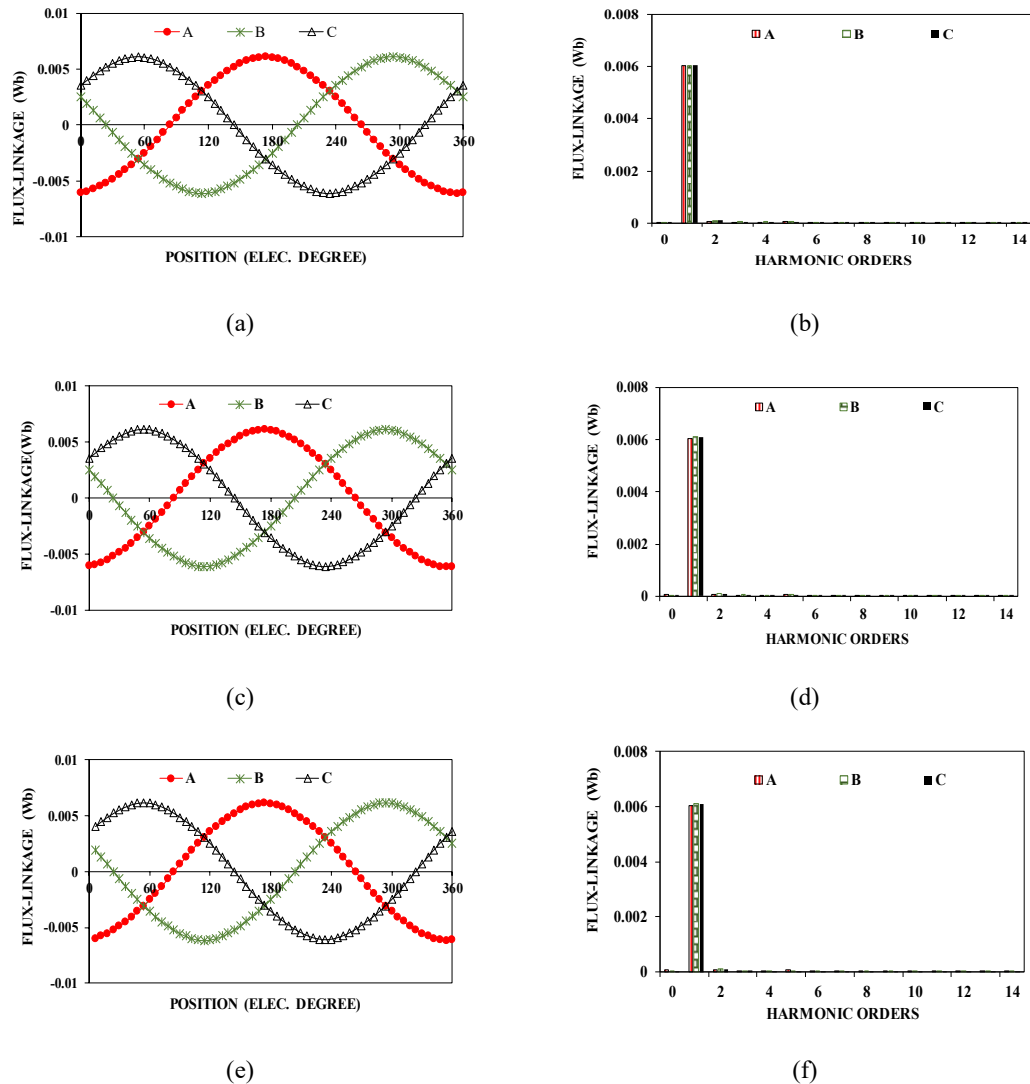 0.01
0.005
0
-0.005
-0.01
A B C
0 60 120 180 240 300 360
FLUX-LINKAGE (Wb)
POSITION (ELEC. DEGREE)
(a)
0.008
0.006
0.004
0.002
0
A B C
0 2 4 6 8 10 12 14
FLUX-LINKAGE (Wb)
HARMONIC ORDERS
(b)
0.01
0.005
0
-0.005
-0.01
A B C
0 60 120 180 240 300 360
FLUX-LINKAGE(Wb)
POSITION (ELEC. DEGREE)
(c)
0.008
0.006
0.004
0.002
0
A B C
0 2 4 6 8 10 12 14
FLUX-LINKAGE (Wb)
HARMONIC ORDERS
(d)
0.01
0.005
0
-0.005
-0.01
A B C
0 60 120 180 240 300 360
FLUX-LINKAGE (Wb)
POSITION (ELEC. DEGREE)
(e)
0.008
0.006
0.004
0.002
0
A B C
0 2 4 6 8 10 12 14
FLUX-LINKAGE (Wb)
HARMONIC ORDERS
(f)